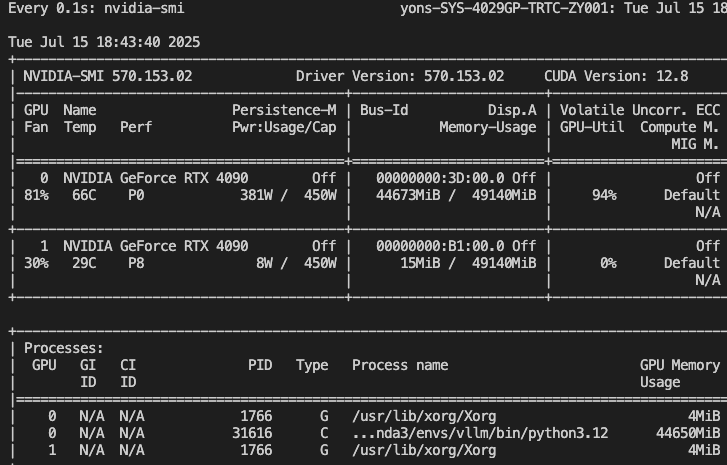 Every 0.1s: nvidia-smi yons-SYS-4029GP-TRTC-ZY001: Tue Jul 15 18
Tue Jul 15 18:43:40 2025
NVIDIA-SMI 570.153.02 Driver Version: 570.153.02 CUDA Version: 12.8
GPU Name Persistence-M | Bus-Id Disp.A | Volatile Uncorr. ECC
Fan Temp Perf Pwr:Usage/Cap | Memory-Usage | GPU-Util Compute M.
MIG M.
0 NVIDIA GeForce RTX 4090 Off | 00000000:3D:00.0 Off | Off
81% 66C P0 381W / 450W | 44673MiB / 49140MiB | 94% Default
N/A
1 NVIDIA GeForce RTX 4090 Off | 00000000:B1:00.0 Off | Off
30% 29C P8 8W / 450W | 15MiB / 49140MiB | 0% Default
N/A
Processes:
GPU GI CI PID Type Process name GPU Memory
ID ID Usage
0 N/A N/A 1766 G /usr/lib/xorg/Xorg 4MiB
0 N/A N/A 31616 C ...nda3/envs/vllm/bin/python3.12 44650MiB
1 N/A N/A 1766 G /usr/lib/xorg/Xorg 4MiB